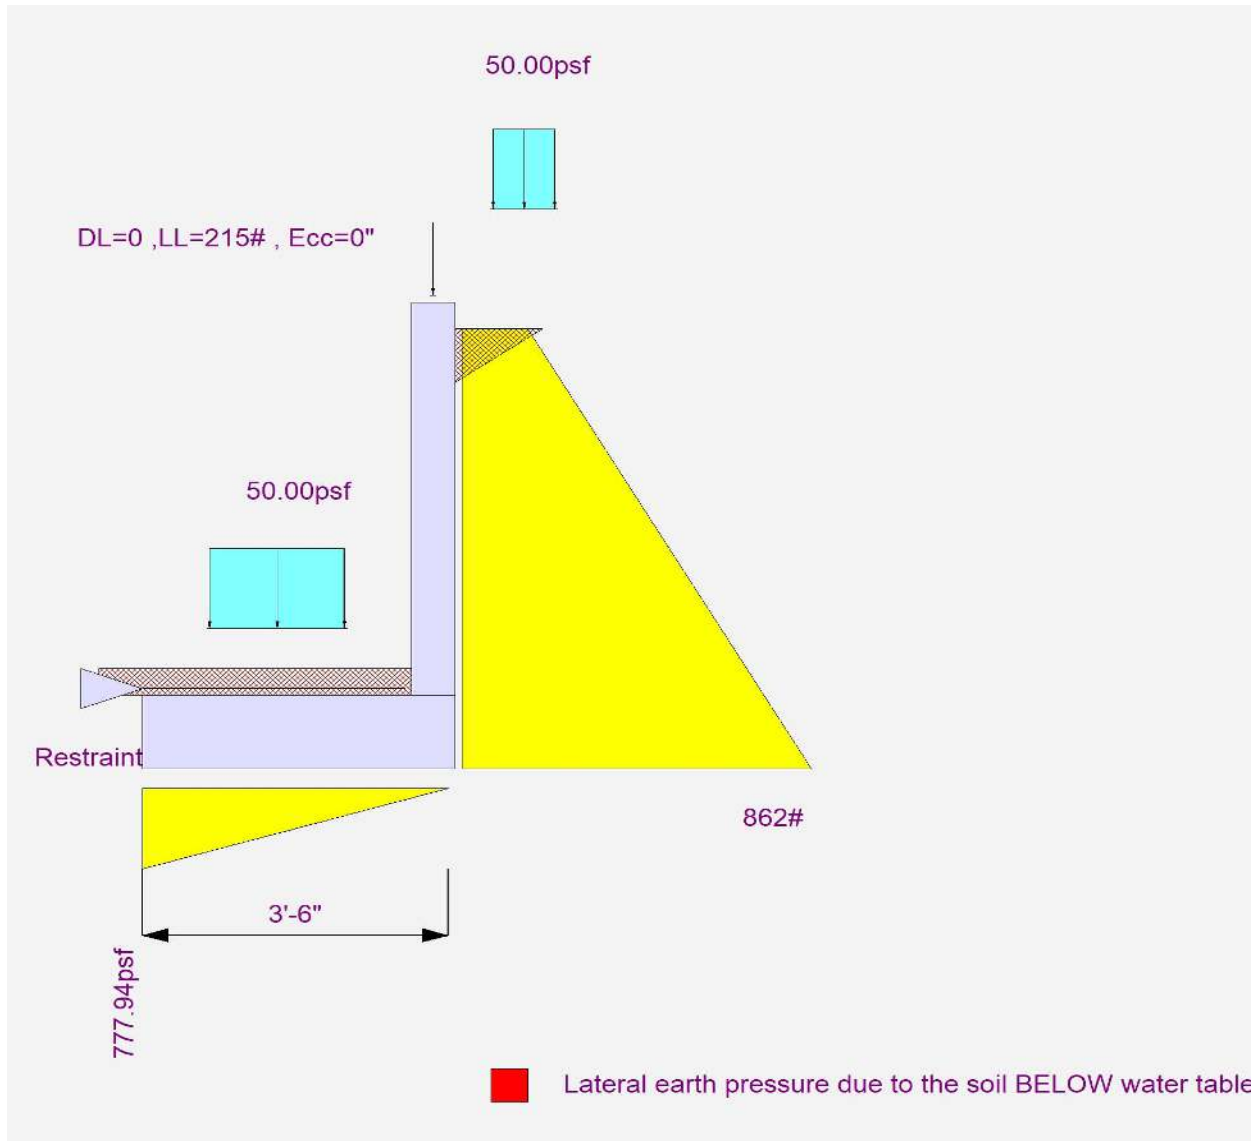 50.00psf
DL=0 ,LL=215# , Ecc=0"
50.00psf
Restraint
862#
3'-6"
777.94psf
Lateral earth pressure due to the soil BELOW water table